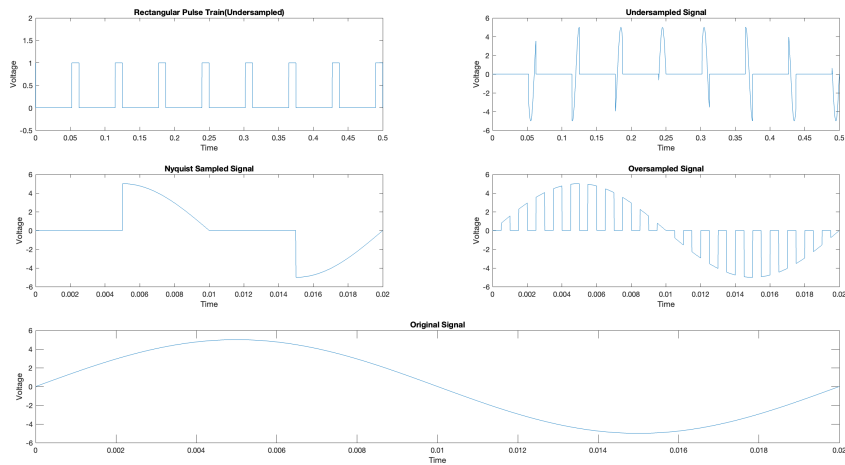 Rectangular Pulse Train(Undersampled)
2
1.5
1
0.5
0
-0.5
Voltage
0 0.05 0.1 0.15 0.2 0.25 0.3 0.35 0.4 0.45 0.5
Time
Undersampled Signal
6
4
2
0
-2
-4
-6
Voltage
0 0.05 0.1 0.15 0.2 0.25 0.3 0.35 0.4 0.45 0.5
Time
Nyquist Sampled Signal
6
4
2
0
-2
-4
-6
Voltage
0 0.002 0.004 0.006 0.008 0.01 0.012 0.014 0.016 0.018 0.02
Time
Oversampled Signal
6
4
2
0
-2
-4
-6
Voltage
0 0.002 0.004 0.006 0.008 0.01 0.012 0.014 0.016 0.018 0.02
Time
Original Signal
6
4
2
0
-2
-4
-6
Voltage
0 0.002 0.004 0.006 0.008 0.01 0.012 0.014 0.016 0.018 0.02
Time